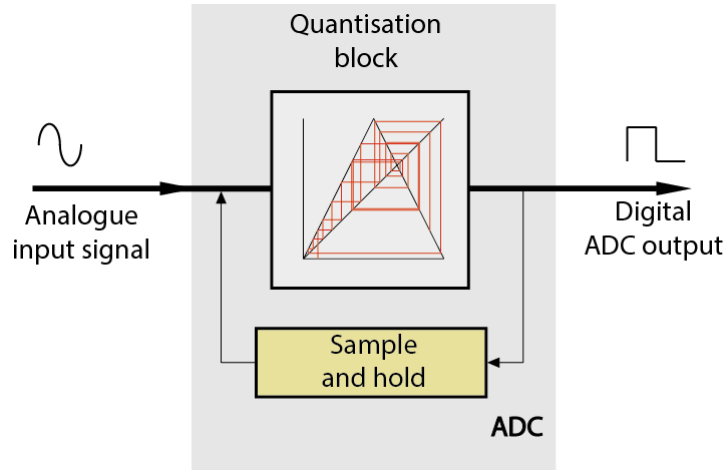 Quantisation
block
Analogue
input signal
Digital
ADC output
Sample
and hold
ADC